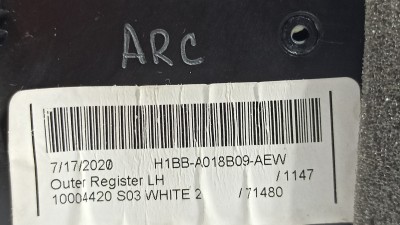 ARC
7/17/2020 H1BB-A018B09-AEW
Outer Register LH /1147
10004420 S03 WHITE 2 /71480